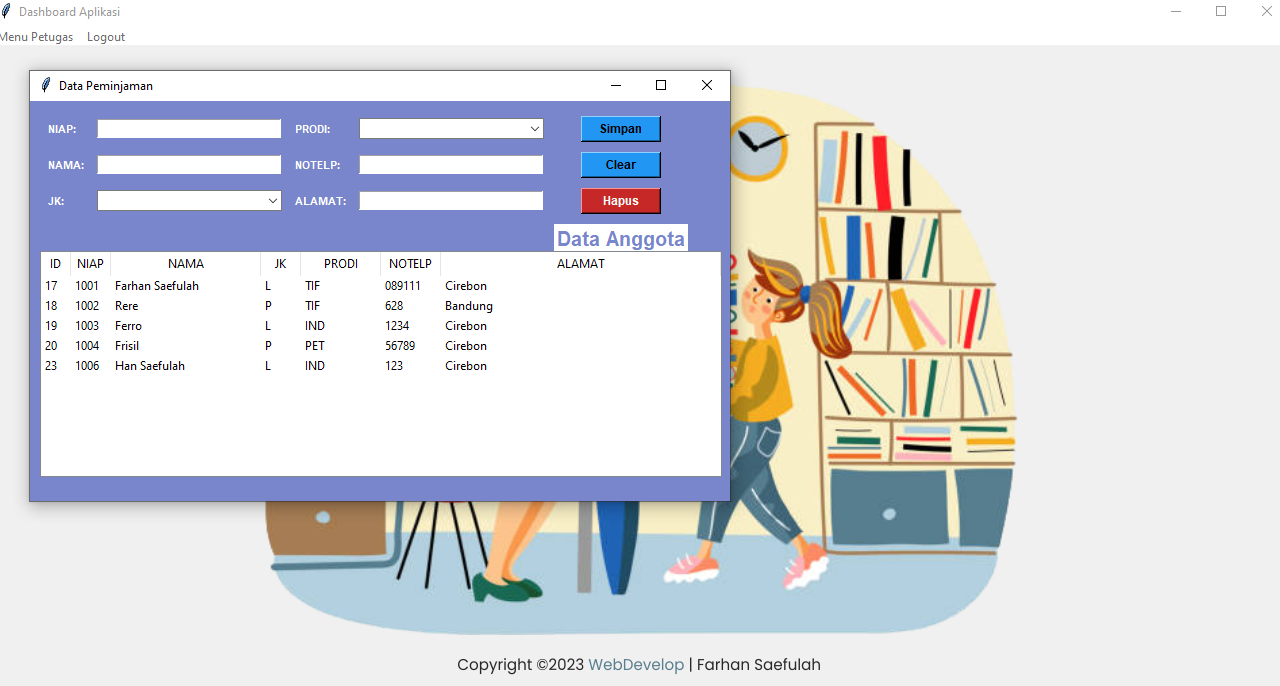 Dashboard Aplikasi
Menu Petugas Logout
Data Peminjaman
NIAP: PRODI: Simpan
NAMA: NOTELP: Clear
JK: ALAMAT: Hapus
Data Anggota
ID NIAP NAMA JK PRODI NOTELP ALAMAT
17 1001 Farhan Saefulah L TIF 089111 Cirebon
18 1002 Rere P TIF 628 Bandung
19 1003 Ferro L IND 1234 Cirebon
20 1004 Frisil P PET 56789 Cirebon
23 1006 Hān Saefulah L IND 123 Cirebon
Copyright ©2023 WebDevelop | Farhan Saefulah